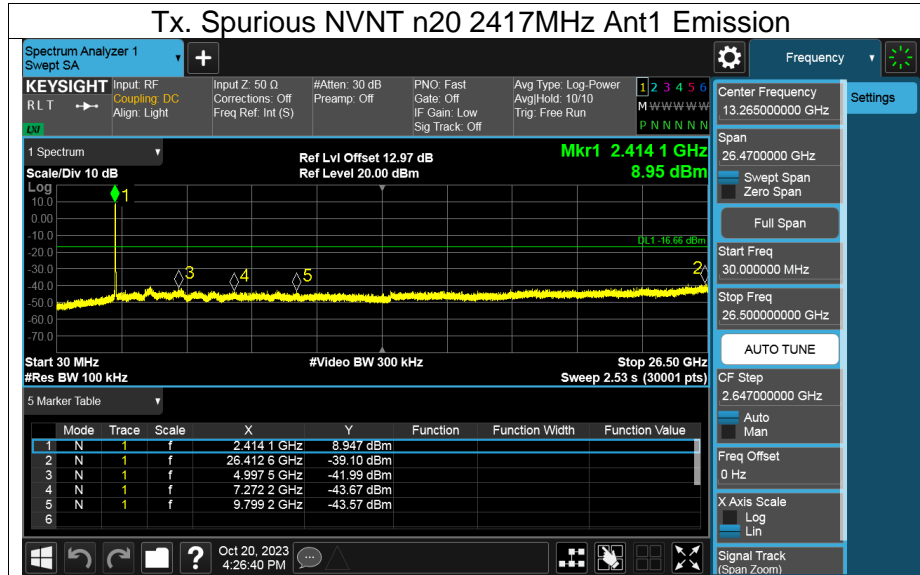 Tx. Spurious NVNT n20 2417MHz Ant1 Emission
Spectrum Analyzer 1
Swept SA
+
Frequency
KEYSIGHT
RLT
LXI
Input: RF
Coupling: DC
Align: Light
Input Z: 50 Ω
Corrections: Off
Freq Ref: Int (S)
#Atten: 30 dB
Preamp: Off
PNO: Fast
Gate: Off
IF Gain: Low
Sig Track: Off
Avg Type: Log-Power
Avg|Hold: 10/10
Trig: Free Run
1 2 3 4 5 6
M W W W W W
P N N N N N
1 Spectrum
Scale/Div 10 dB
Ref Lvl Offset 12.97 dB
Ref Level 20.00 dBm
Mkr1 2.414 1 GHz
8.95 dBm
Log
10.0
0.00
-10.0
-20.0
-30.0
-40.0
-50.0
-60.0
-70.0
1
3
4
5
2
DL1 -16.66 dBm
Start 30 MHz
#Res BW 100 kHz
#Video BW 300 kHz
Stop 26.50 GHz
Sweep 2.53 s (30001 pts)
5 Marker Table
Mode Trace Scale X Y Function Function Width Function Value
1 N 1 f 2.414 1 GHz 8.947 dBm
2 N 1 f 26.412 6 GHz -39.10 dBm
3 N 1 f 4.997 5 GHz -41.99 dBm
4 N 1 f 7.272 2 GHz -43.67 dBm
5 N 1 f 9.799 2 GHz -43.57 dBm
6
?
Oct 20, 2023
4:26:40 PM
Center Frequency
13.265000000 GHz
Settings
Span
26.4700000 GHz
Swept Span
Zero Span
Full Span
Start Freq
30.000000 MHz
Stop Freq
26.500000000 GHz
AUTO TUNE
CF Step
2.647000000 GHz
Auto
Man
Freq Offset
0 Hz
X Axis Scale
Log
Lin
Signal Track
(Span Zoom)